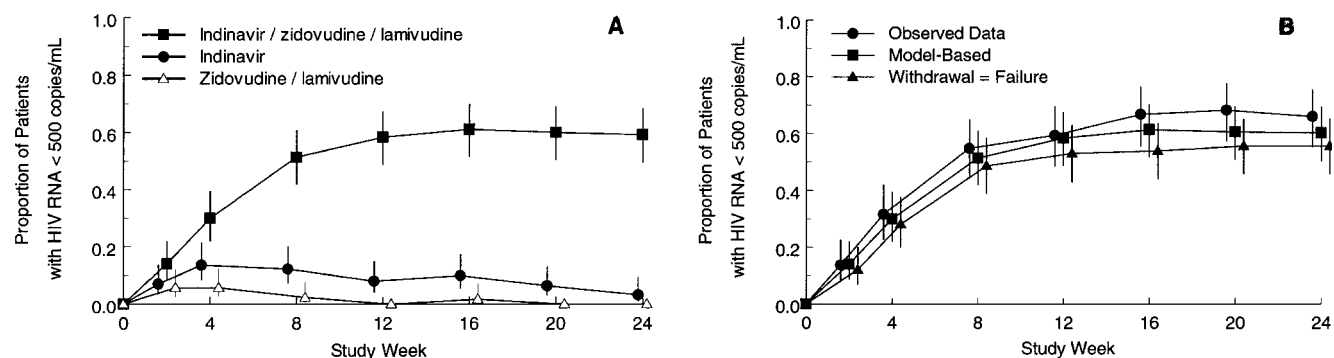 A
Indinavir / zidovudine / lamivudine
Indinavir
Zidovudine / lamivudine
Proportion of Patients
with HIV RNA < 500 copies/mL
1.0
0.8
0.6
0.4
0.2
0.0
0 4 8 12 16 20 24
Study Week
B
Observed Data
Model-Based
Withdrawal = Failure
Proportion of Patients
with HIV RNA < 500 copies/mL
1.0
0.8
0.6
0.4
0.2
0.0
0 4 8 12 16 20 24
Study Week